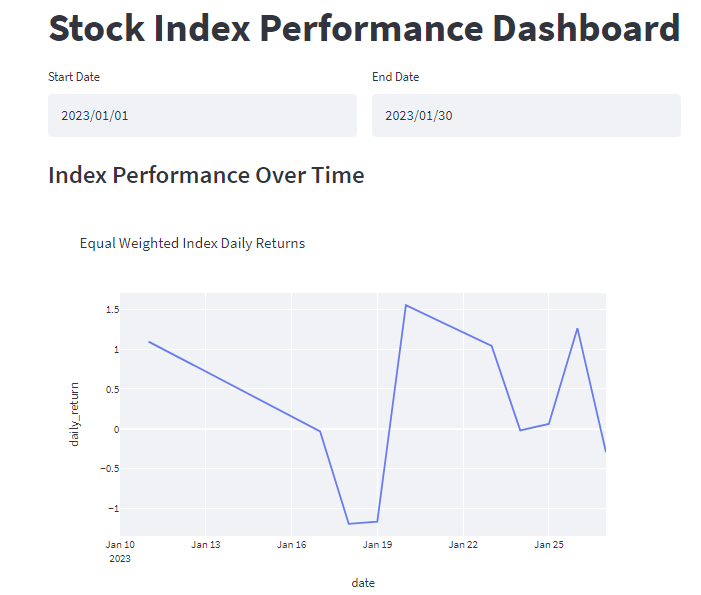 Stock Index Performance Dashboard
Start Date
End Date
2023/01/01
2023/01/30
Index Performance Over Time
Equal Weighted Index Daily Returns
1.5
1
0.5
0
−0.5
−1
daily_return
Jan 10
2023
Jan 13
Jan 16
Jan 19
Jan 22
Jan 25
date